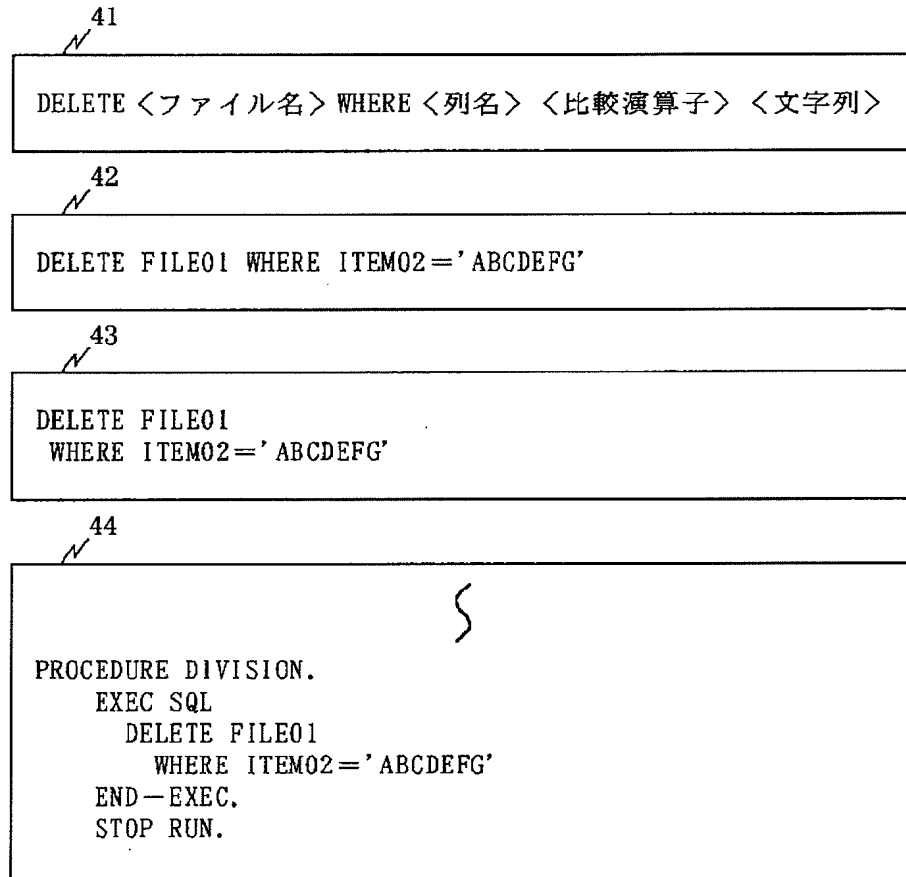 41
DELETE <ファイル名> WHERE <列名> <比較演算子> <文字列>
42
DELETE FILE01 WHERE ITEM02='ABCDEFG'
43
DELETE FILE01
WHERE ITEM02='ABCDEFG'
44
PROCEDURE DIVISION.
EXEC SQL
DELETE FILE01
WHERE ITEM02='ABCDEFG'
END-EXEC.
STOP RUN.